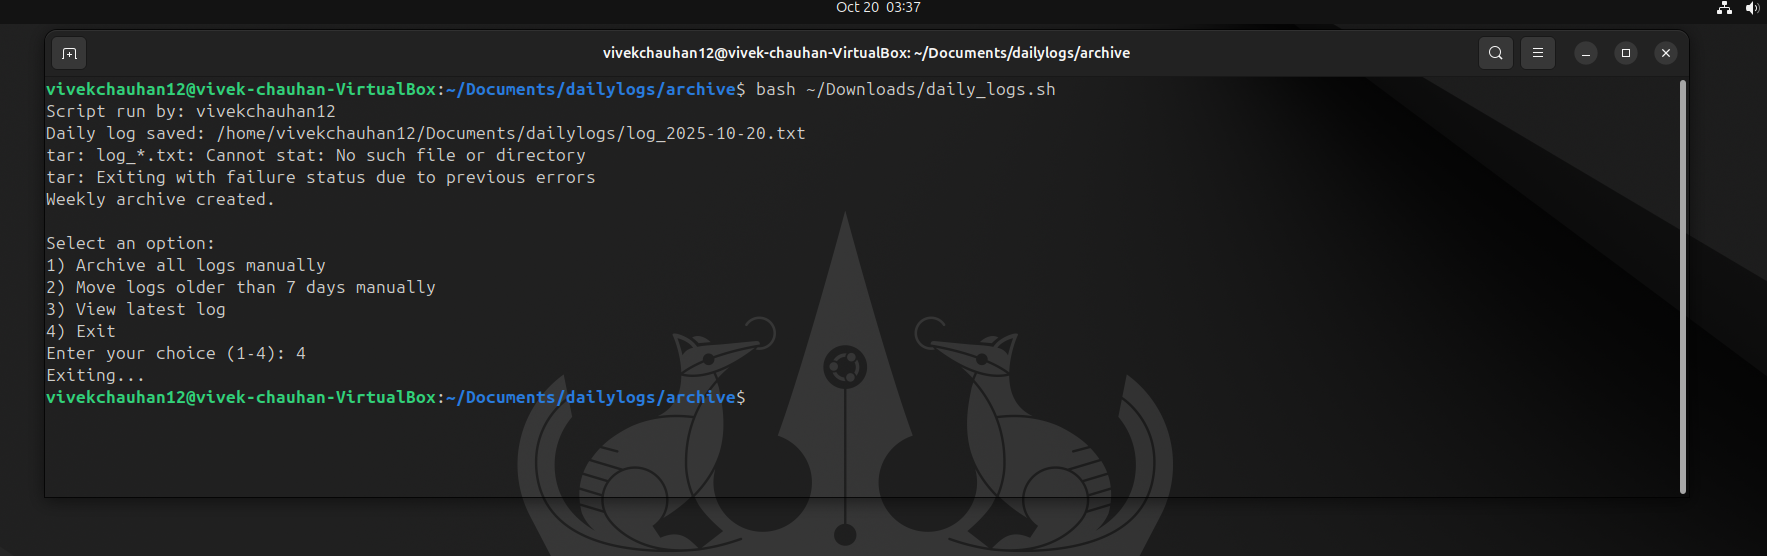 Oct 20 03:37
vivekchauhan12@vivek-chauhan-VirtualBox: ~/Documents/dailylogs/archive
vivekchauhan12@vivek-chauhan-VirtualBox:~/Documents/dailylogs/archive$ bash ~/Downloads/daily_logs.sh
Script run by: vivekchauhan12
Daily log saved: /home/vivekchauhan12/Documents/dailylogs/log_2025-10-20.txt
tar: log_*.txt: Cannot stat: No such file or directory
tar: Exiting with failure status due to previous errors
Weekly archive created.
Select an option:
1) Archive all logs manually
2) Move logs older than 7 days manually
3) View latest log
4) Exit
Enter your choice (1-4): 4
Exiting...
vivekchauhan12@vivek-chauhan-VirtualBox:~/Documents/dailylogs/archive$